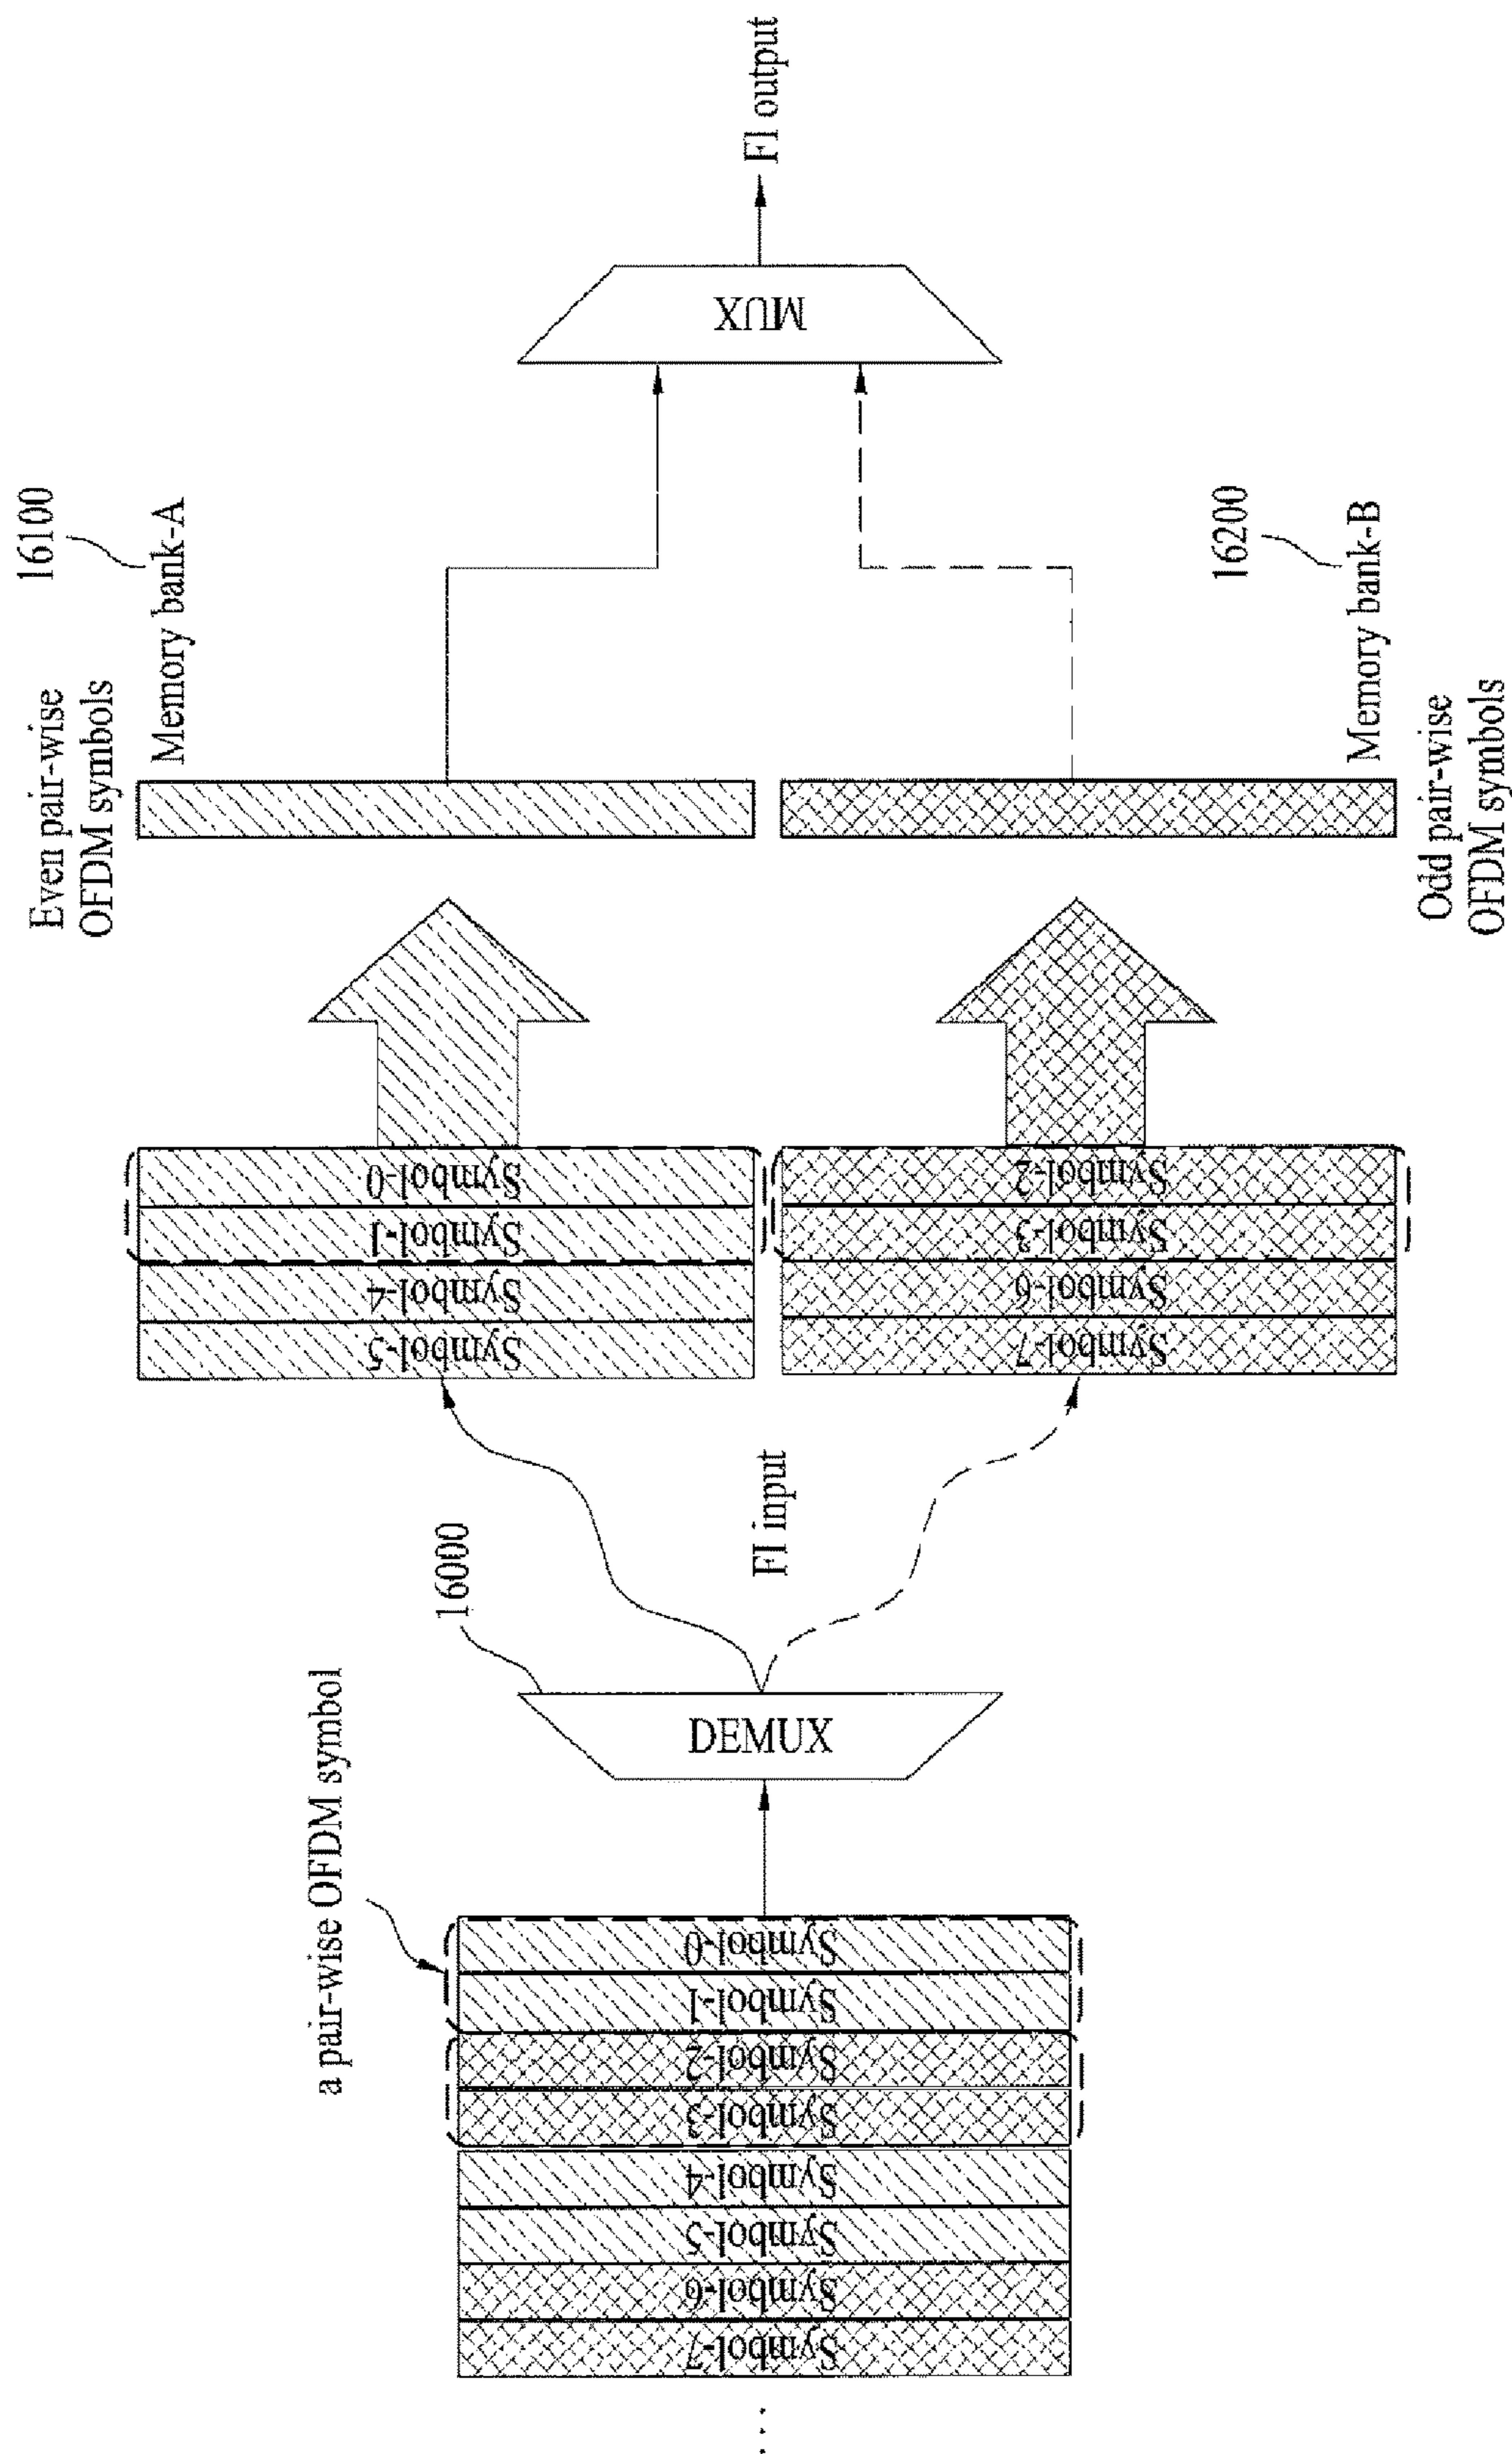 a pair-wise OFDM symbol
Symbol-7
Symbol-6
Symbol-5
Symbol-4
Symbol-3
Symbol-2
Symbol-1
Symbol-0
...
DEMUX
16000
FI input
Symbol-5
Symbol-4
Symbol-1
Symbol-0
Symbol-7
Symbol-6
Symbol-3
Symbol-2
Even pair-wise
OFDM symbols
Memory bank-A
16100
Odd pair-wise
OFDM symbols
Memory bank-B
16200
MUX
FI output